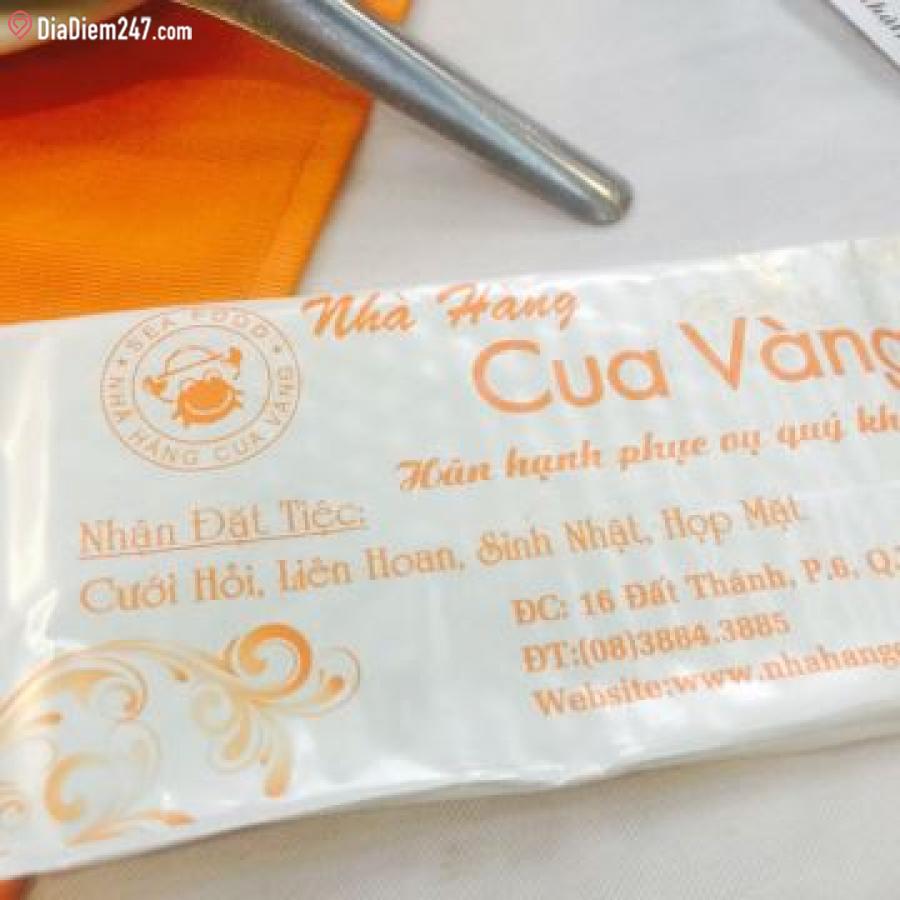 DiaDiem247.com
SEA FOOD
NHÀ HÀNG CUA VÀNG
Nhà Hàng
Cua Vàng
Hân hạnh phục vụ quý kh
Nhận Đặt Tiệc:
Cưới Hỏi, Liên Hoan, Sinh Nhật, Họp Mặt
ĐC: 16 Đất Thánh, P.6, Q.
ĐT:(08)3884.3885
Website:www.nhahang